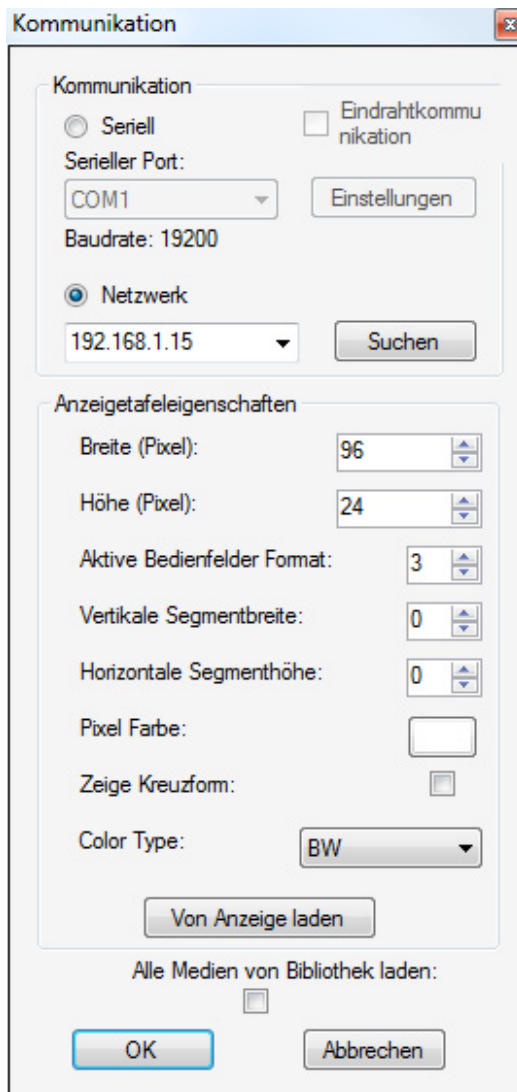 Kommunikation
Kommunikation
Seriell
Eindrahtkommu
nikation
Serieller Port:
COM1
Einstellungen
Baudrate: 19200
Netzwerk
192.168.1.15
Suchen
Anzeigetafeleigenschaften
Breite (Pixel):
96
Höhe (Pixel):
24
Aktive Bedienfelder Format:
3
Vertikale Segmentbreite:
0
Horizontale Segmenthöhe:
0
Pixel Farbe:
Zeige Kreuzform:
Color Type:
BW
Von Anzeige laden
Alle Medien von Bibliothek laden:
OK
Abbrechen